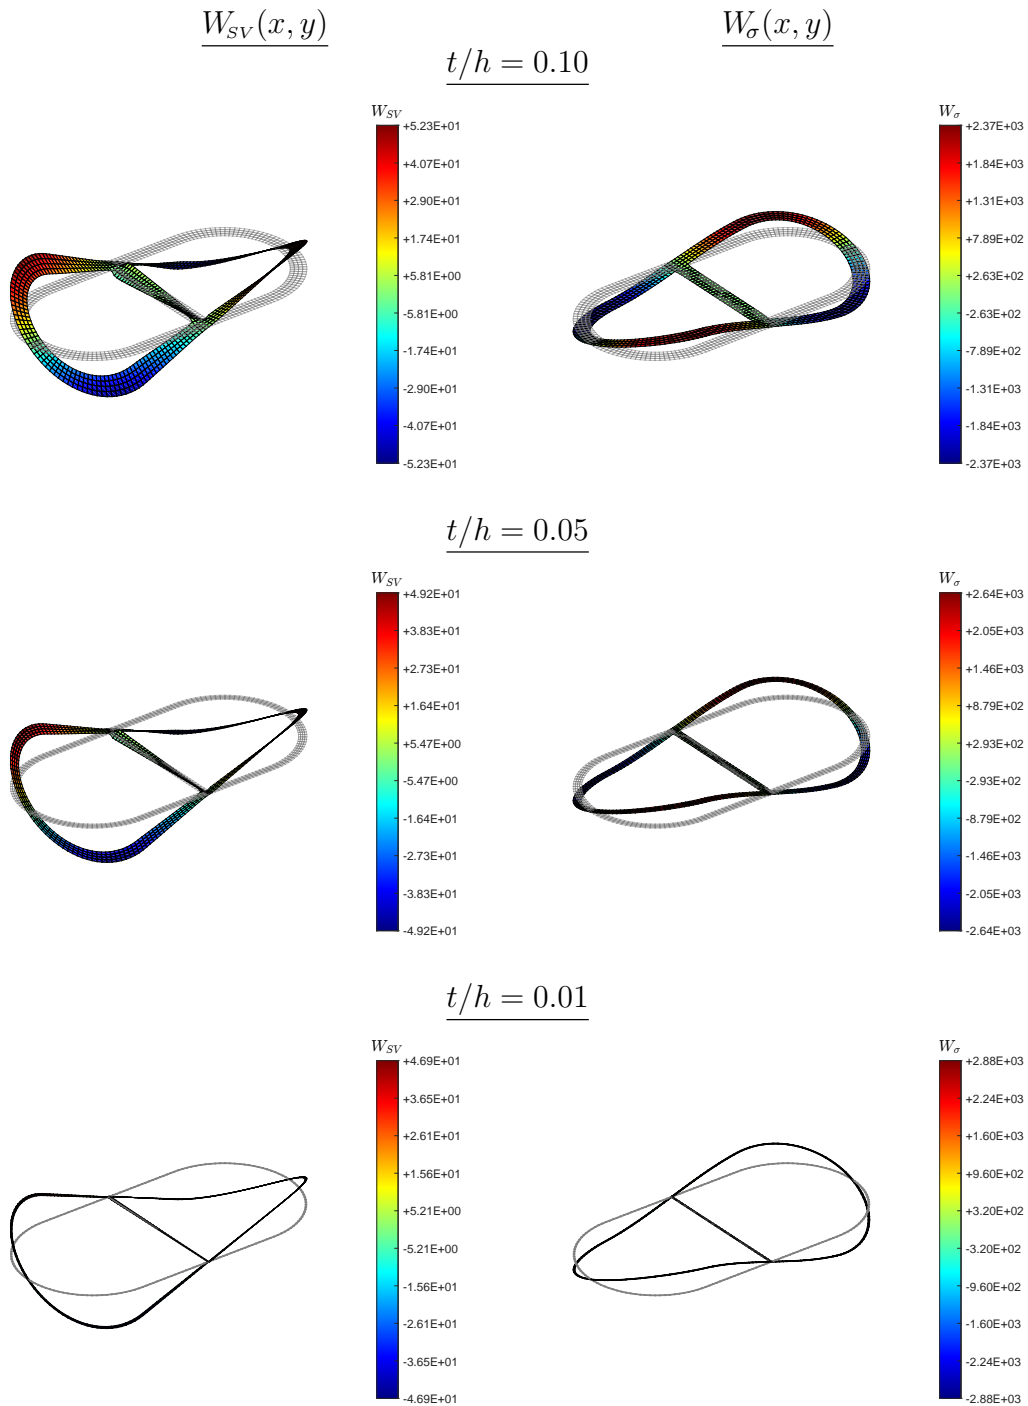 W_{SV}(x, y)
W_σ(x, y)
t/h = 0.10
W_{SV}
+5.23E+01
+4.07E+01
+2.90E+01
+1.74E+01
+5.81E+00
-5.81E+00
-1.74E+01
-2.90E+01
-4.07E+01
-5.23E+01
W_σ
+2.37E+03
+1.84E+03
+1.31E+03
+7.89E+02
+2.63E+02
-2.63E+02
-7.89E+02
-1.31E+03
-1.84E+03
-2.37E+03
t/h = 0.05
W_{SV}
+4.92E+01
+3.83E+01
+2.73E+01
+1.64E+01
+5.47E+00
-5.47E+00
-1.64E+01
-2.73E+01
-3.83E+01
-4.92E+01
W_σ
+2.64E+03
+2.05E+03
+1.46E+03
+8.79E+02
+2.93E+02
-2.93E+02
-8.79E+02
-1.46E+03
-2.05E+03
-2.64E+03
t/h = 0.01
W_{SV}
+4.69E+01
+3.65E+01
+2.61E+01
+1.56E+01
+5.21E+00
-5.21E+00
-1.56E+01
-2.61E+01
-3.65E+01
-4.69E+01
W_σ
+2.88E+03
+2.24E+03
+1.60E+03
+9.60E+02
+3.20E+02
-3.20E+02
-9.60E+02
-1.60E+03
-2.24E+03
-2.88E+03